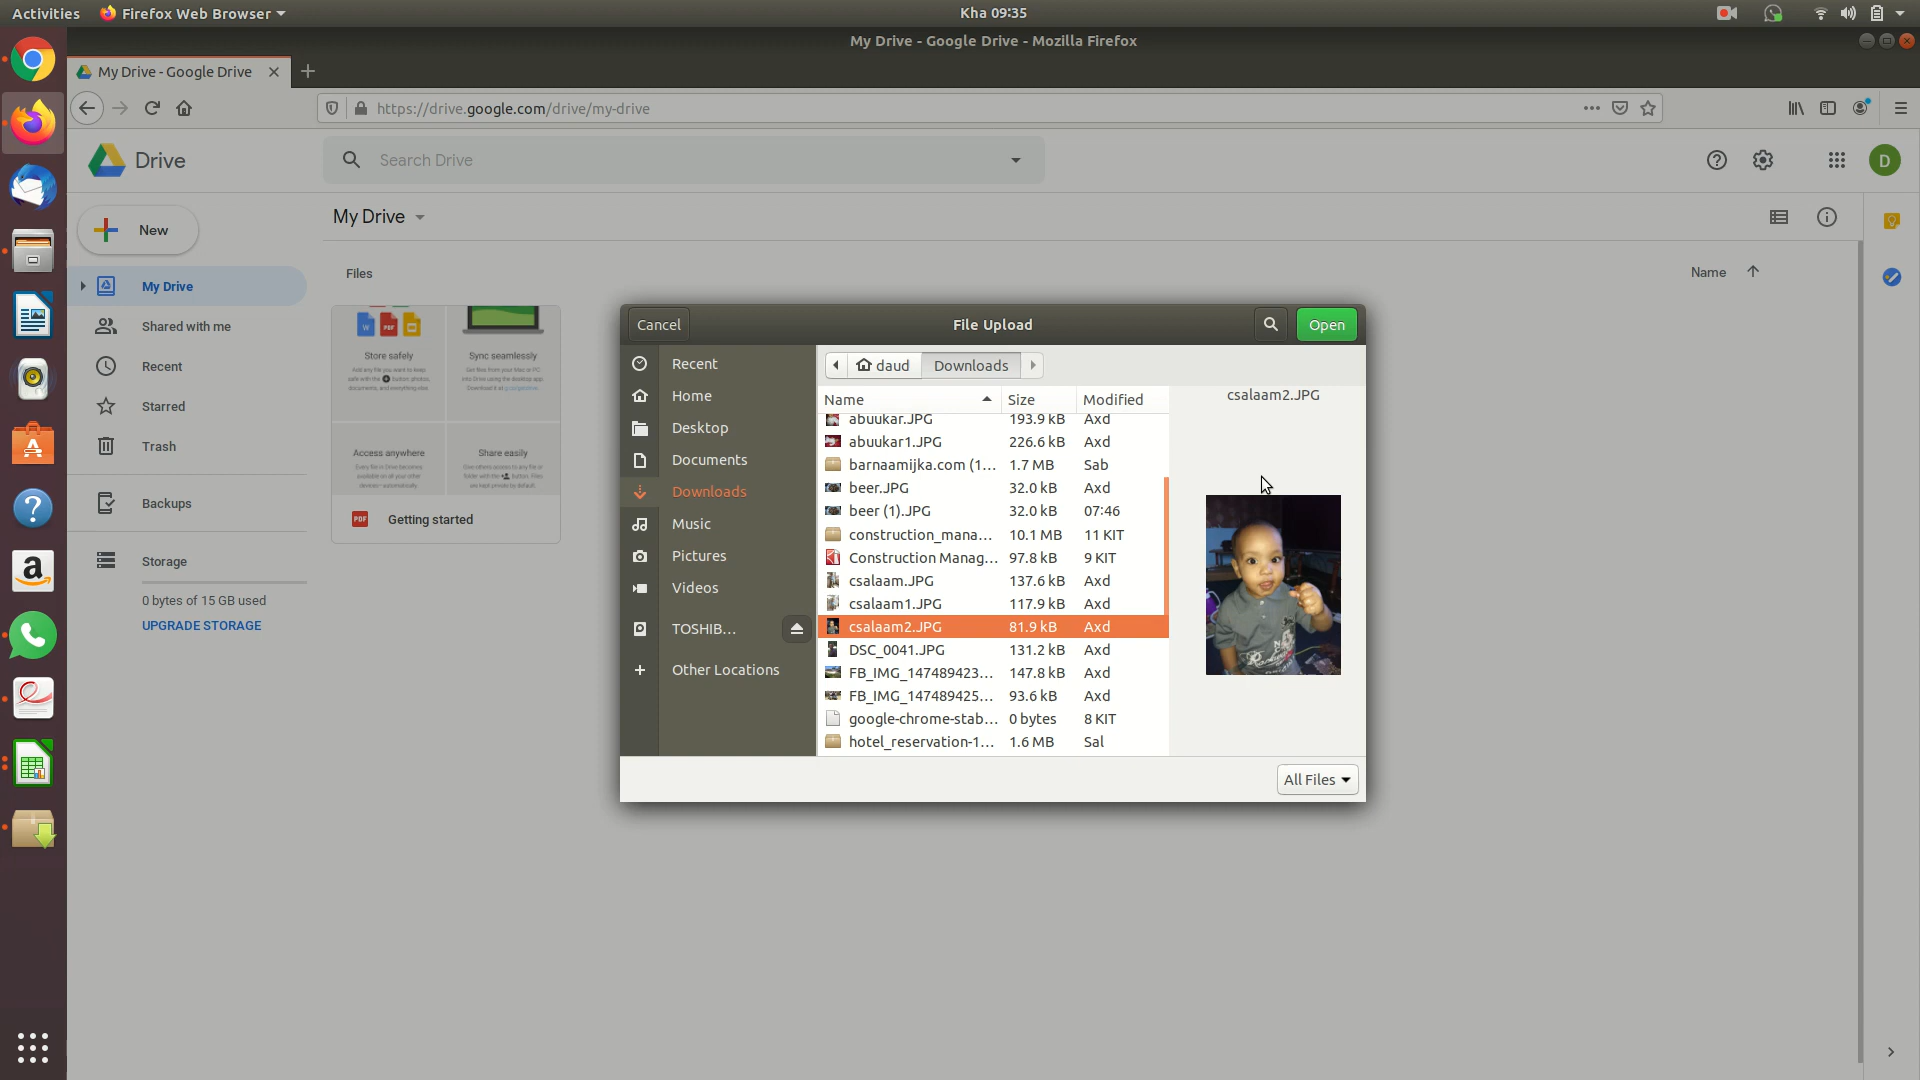 Activities
Firefox Web Browser
Kha 09:35
My Drive - Google Drive - Mozilla Firefox
My Drive - Google Drive
https://drive.google.com/drive/my-drive
Drive
Search Drive
D
New
My Drive
Shared with me
Recent
Starred
Trash
Backups
Storage
0 bytes of 15 GB used
UPGRADE STORAGE
My Drive
Files
Name
Store safely
Sync seamlessly
Access anywhere
Share easily
PDF
Getting started
Cancel
File Upload
Open
Recent
Home
Desktop
Documents
Downloads
Music
Pictures
Videos
TOSHIB...
Other Locations
daud
Downloads
Name Size Modified
abuukar.JPG 193.9 kB Axd
abuukar1.JPG 226.6 kB Axd
barnaamijka.com (1... 1.7 MB Sab
beer.JPG 32.0 kB Axd
beer (1).JPG 32.0 kB 07:46
construction_mana... 10.1 MB 11 KIT
Construction Manag... 97.8 kB 9 KIT
csalaam.JPG 137.6 kB Axd
csalaam1.JPG 117.9 kB Axd
csalaam2.JPG 81.9 kB Axd
DSC_0041.JPG 131.2 kB Axd
FB_IMG_147489423... 147.8 kB Axd
FB_IMG_147489425... 93.6 kB Axd
google-chrome-stab... 0 bytes 8 KIT
hotel_reservation-1... 1.6 MB Sal
csalaam2.JPG
All Files